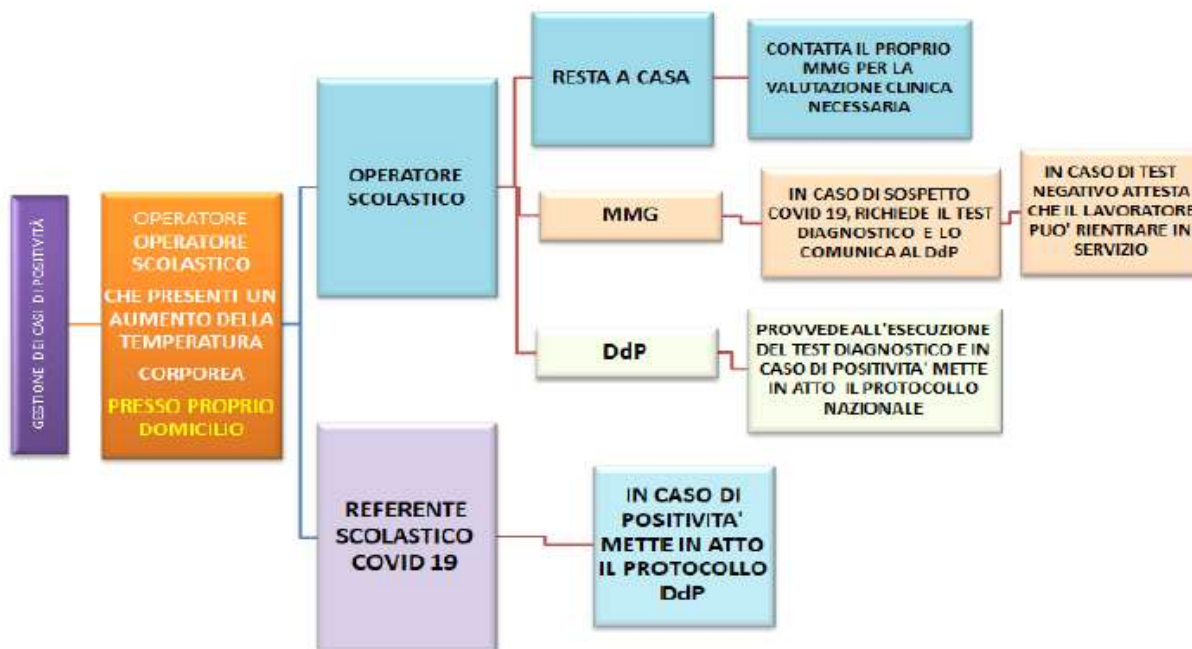 GESTIONE DEI CASI DI POSITIVITÀ
OPERATORE
OPERATORE
SCOLASTICO
CHE PRESENTI UN
AUMENTO DELLA
TEMPERATURA
CORPOREA
PRESSO PROPRIO
DOMICILIO
OPERATORE
SCOLASTICO
RESTA A CASA
CONTATTA IL PROPRIO
MMG PER LA
VALUTAZIONE CLINICA
NECESSARIA
MMG
IN CASO DI SOSPETTO
COVID 19, RICHIEDE IL TEST
DIAGNOSTICO E LO
COMUNICA AL DdP
IN CASO DI TEST
NEGATIVO ATTESTA
CHE IL LAVORATORE
PUO' RIENTRARE IN
SERVIZIO
DdP
PROVVEDE ALL'ESECUZIONE
DEL TEST DIAGNOSTICO E IN
CASO DI POSITIVITA' METTE
IN ATTO IL PROTOCOLLO
NAZIONALE
REFERENTE
SCOLASTICO
COVID 19
IN CASO DI
POSITIVITA'
METTE IN ATTO
IL PROTOCOLLO
DdP